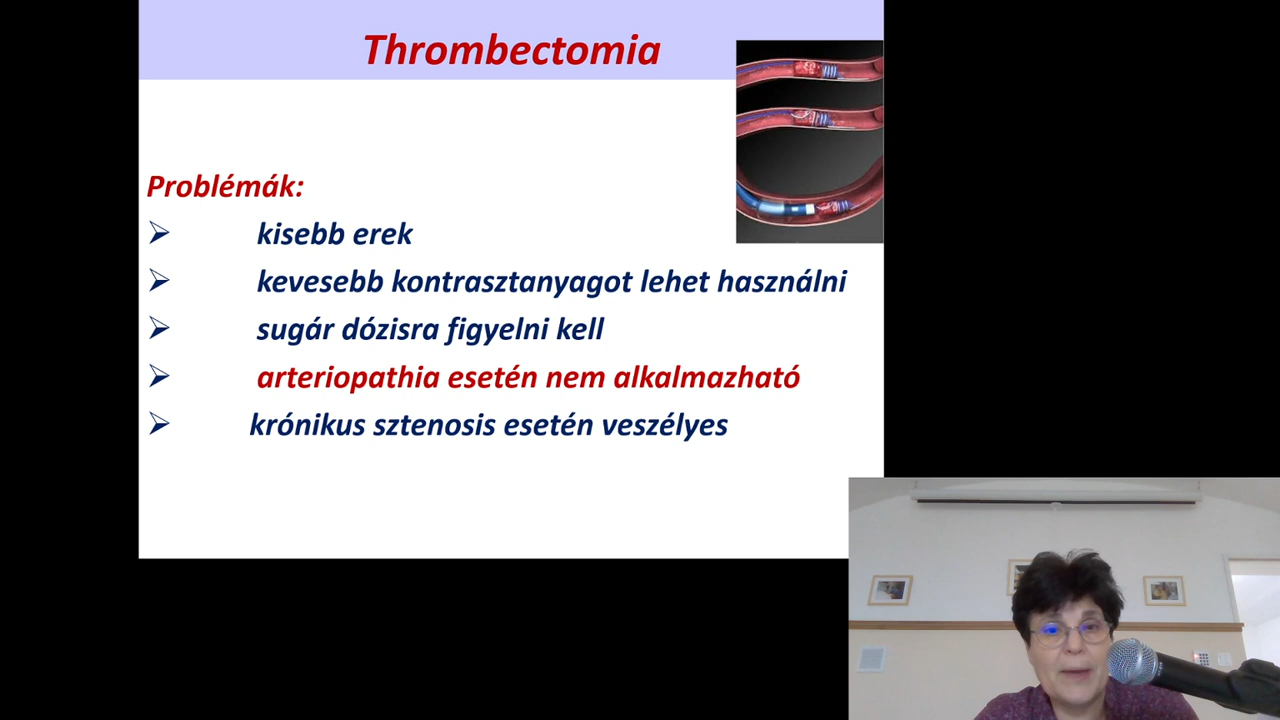 Thrombectomia
Problémák:
kisebb erek
kevesebb kontrasztanyagot lehet használni
sugár dózisra figyelni kell
arteriopathia esetén nem alkalmazható
krónikus sztenosis esetén veszélyes